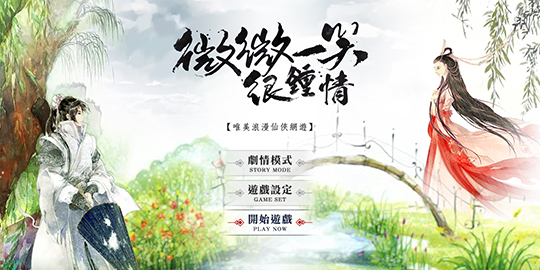 微微一笑
很鍾情
【唯美浪漫仙俠網遊】
劇情模式
STORY MODE
遊戲設定
GAME SET
開始遊戲
PLAY NOW